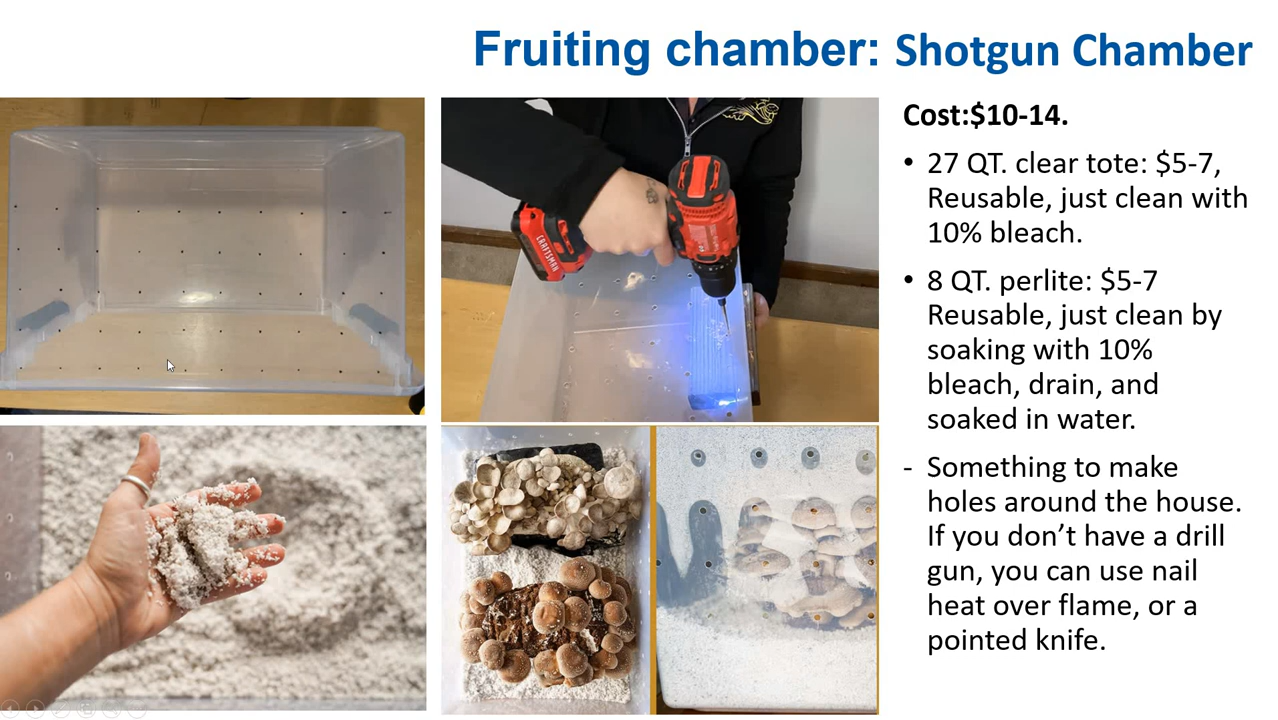 Fruiting chamber: Shotgun Chamber
Cost:$10-14.
• 27 QT. clear tote: $5-7,
Reusable, just clean with
10% bleach.
• 8 QT. perlite: $5-7
Reusable, just clean by
soaking with 10%
bleach, drain, and
soaked in water.
- Something to make
holes around the house.
If you don’t have a drill
gun, you can use nail
heat over flame, or a
pointed knife.
CRAFTSMAN